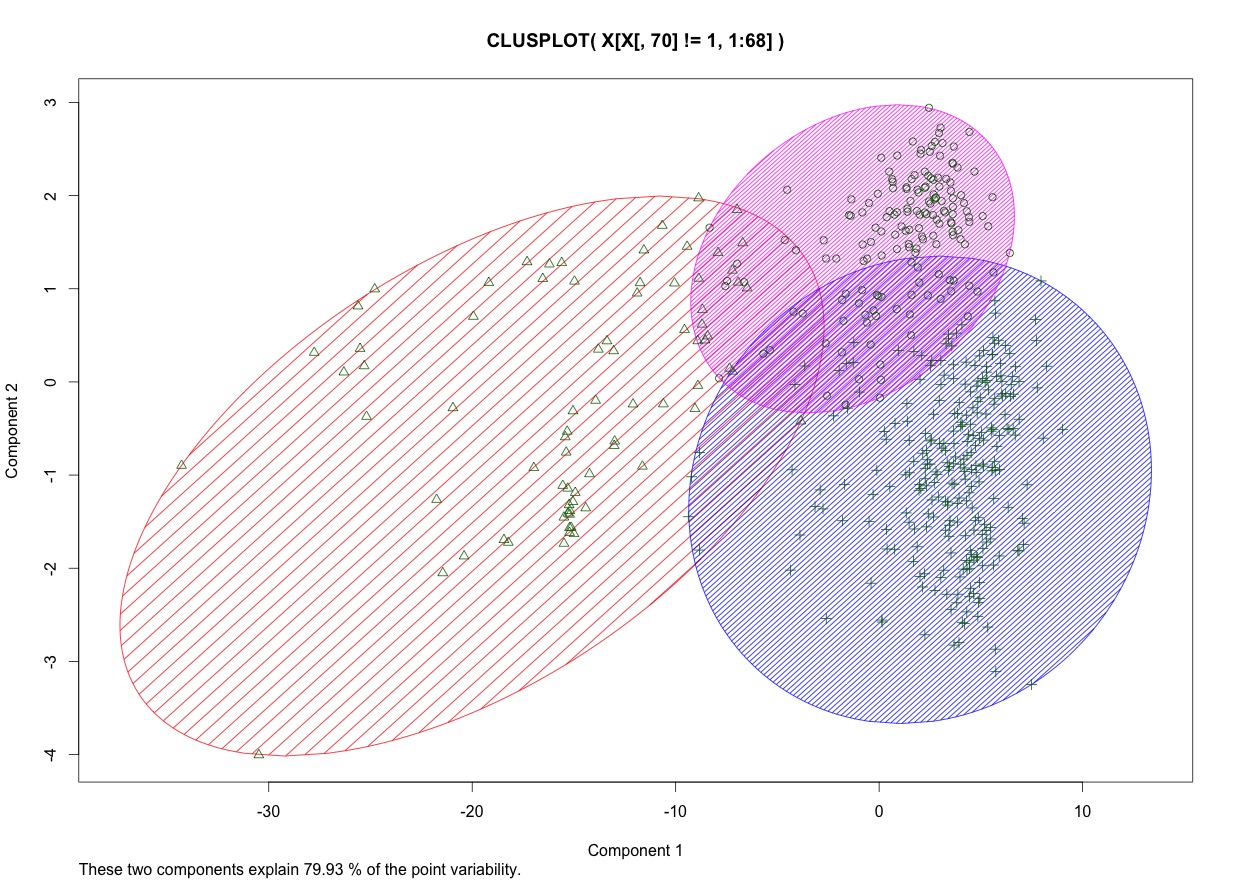 CLUSPLOT( X[X[, 70] != 1, 1:68] )
3
2
1
0
-1
-2
-3
-4
Component 2
-30 -20 -10 0 10
Component 1
These two components explain 79.93 % of the point variability.